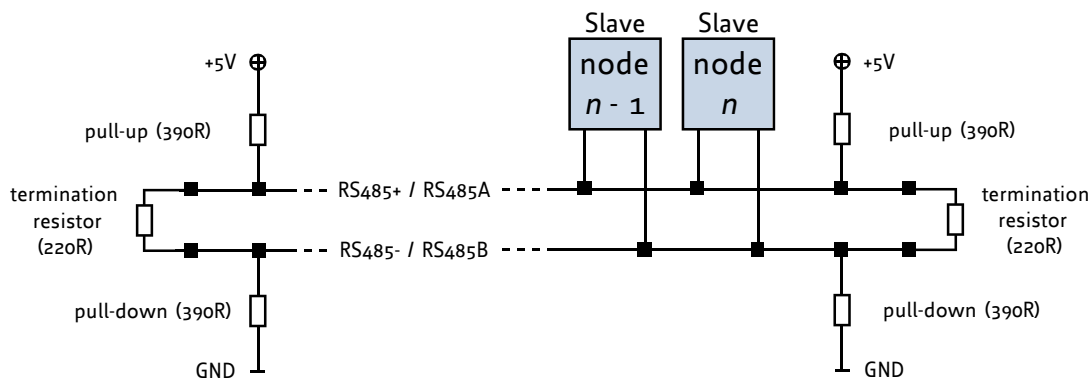 Slave
Slave
node
n - 1
node
n
+5V
+5V
pull-up (390R)
pull-up (390R)
termination
resistor
(220R)
RS485+ / RS485A
RS485- / RS485B
termination
resistor
(220R)
pull-down (390R)
pull-down (390R)
GND
GND